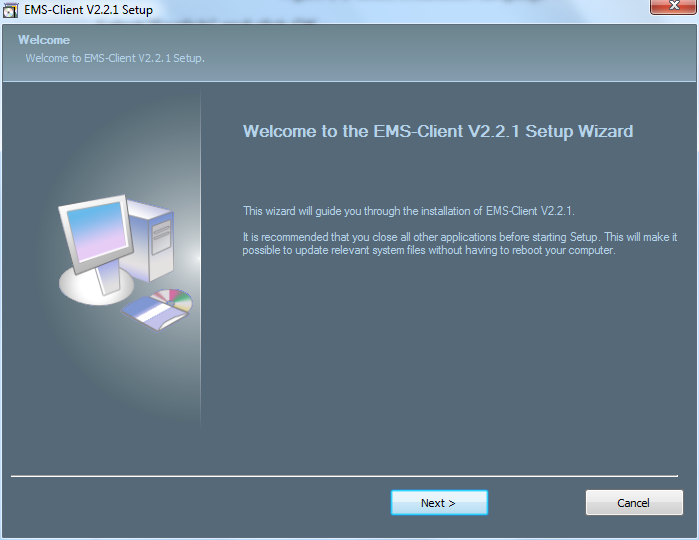 EMS-Client V2.2.1 Setup
Welcome
Welcome to EMS-Client V2.2.1 Setup.
Welcome to the EMS-Client V2.2.1 Setup Wizard
This wizard will guide you through the installation of EMS-Client V2.2.1.
It is recommended that you close all other applications before starting Setup. This will make it
possible to update relevant system files without having to reboot your computer.
Next >
Cancel